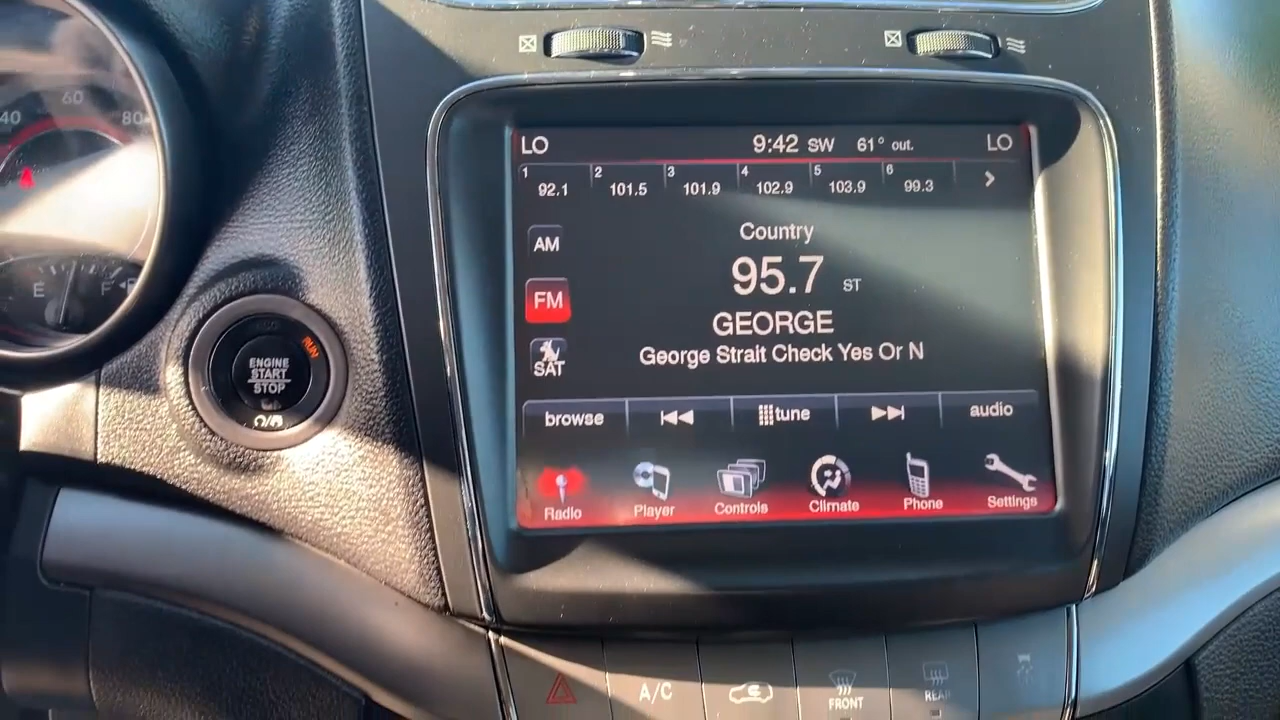 40 60 80
E F
ENGINE
START
STOP
RUN
LO 9:42 SW 61° out. LO
1 2 3 4 5 6
92.1 101.5 101.9 102.9 103.9 99.3
AM
FM
SAT
Country
95.7 ST
GEORGE
George Strait Check Yes Or N
browse tune audio
Radio Player Controls Climate Phone Settings
A/C
FRONT
REAR